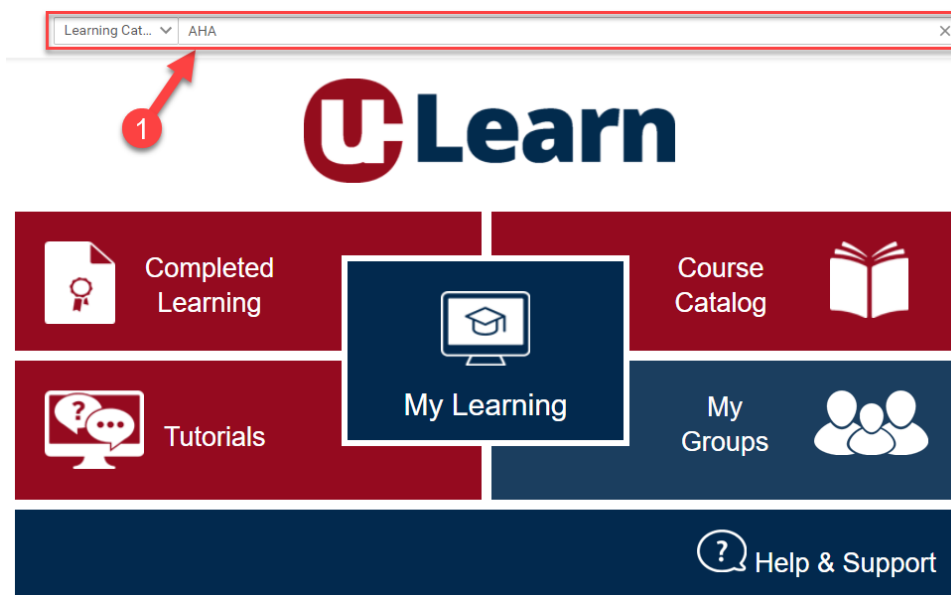 Learning Cat... AHA
1
U Learn
Completed
Learning
Course
Catalog
My Learning
Tutorials
My
Groups
Help & Support